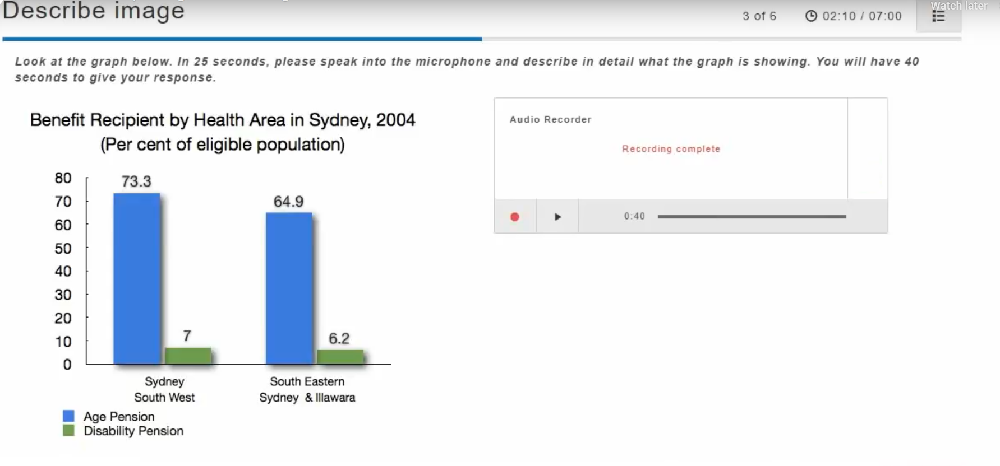 Describe image
3 of 6
02:10 / 07:00
Watch later
Look at the graph below. In 25 seconds, please speak into the microphone and describe in detail what the graph is showing. You will have 40
seconds to give your response.
Benefit Recipient by Health Area in Sydney, 2004
(Per cent of eligible population)
80
70
60
50
40
30
20
10
0
73.3
7
64.9
6.2
Sydney
South West
South Eastern
Sydney & Illawara
Age Pension
Disability Pension
Audio Recorder
Recording complete
0:40